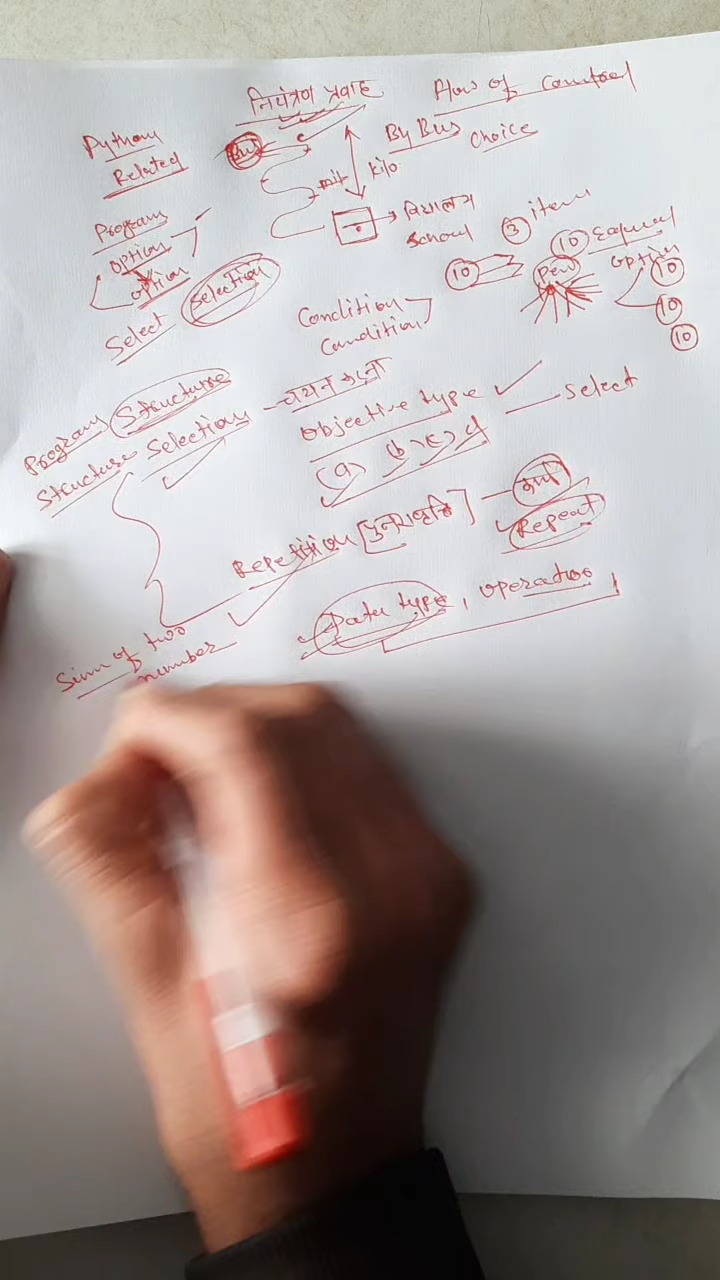 नियंत्रण प्रवाह
Flow of Control
Python
Related
By Bus
choice
kilo
Program
option
option
Select
Selection
विद्यालय
School
③ item
⑩
⑩ Equal
option
Pen
⑩
⑩
⑩
Condition
Condition
Program Structure
Structure Selection - चयन करना
Objective type
Select
(a) b) c) d
Repetition [पुनरावृत्ति]
Repeat
Data type, operator
Sum of two
number